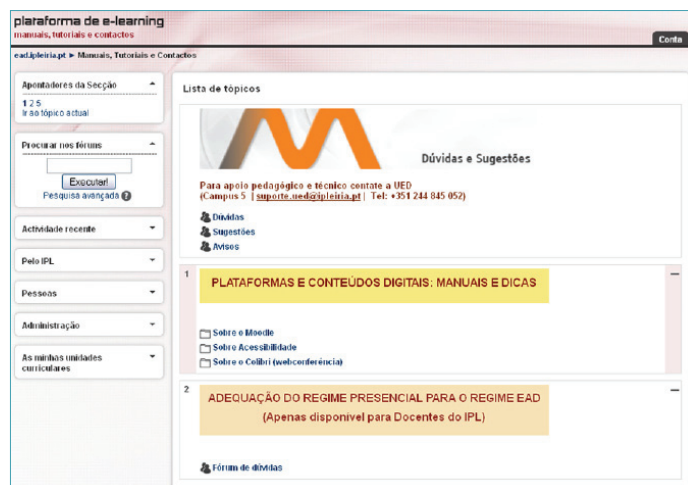 plataforma de e-learning
manuais, tutoriais e contactos
Conta
ead.ipleiria.pt ► Manuais, Tutoriais e Contactos
Apontadores da Secção
1 2 5
Ir ao tópico actual
Procurar nos fóruns
Executar!
Pesquisa avançada
Actividade recente
Pelo IPL
Pessoas
Administração
As minhas unidades
curriculares
Lista de tópicos
Dúvidas e Sugestões
Para apoio pedagógico e técnico contate a UED
(Campus 5 | suporte.ued@ipleiria.pt | Tel: +351 244 845 052)
Dúvidas
Sugestões
Avisos
1
PLATAFORMAS E CONTEÚDOS DIGITAIS: MANUAIS E DICAS
Sobre o Moodle
Sobre Acessibilidade
Sobre o Colibri (webconferência)
2
ADEQUAÇÃO DO REGIME PRESENCIAL PARA O REGIME EAD
(Apenas disponível para Docentes do IPL)
Fórum de dúvidas